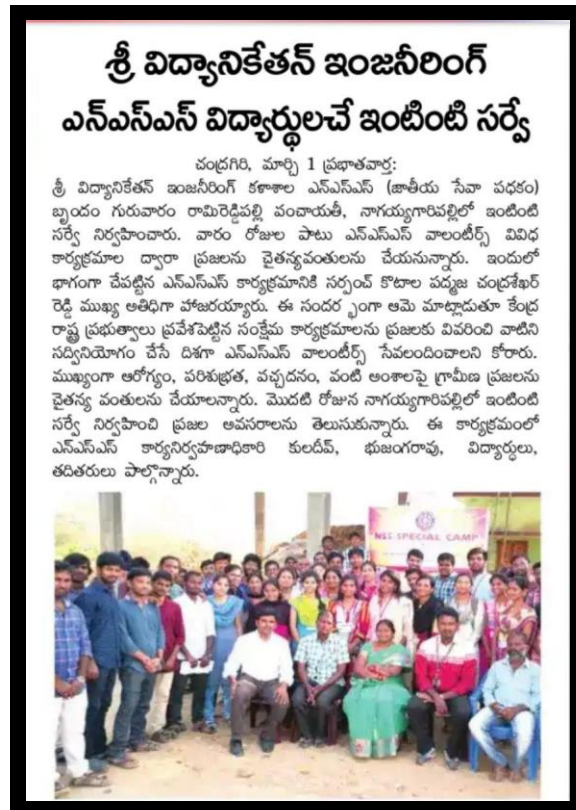 శ్రీ విద్యానికేతన్ ఇంజనీరింగ్
ఎన్ఎస్ఎస్ విద్యార్థులచే ఇంటింటి సర్వే
చంద్రగిరి, మార్చి 1 ప్రభాతవార్త:
శ్రీ విద్యానికేతన్ ఇంజనీరింగ్ కళాశాల ఎన్ఎస్ఎస్ (జాతీయ సేవా పధకం)
బృందం గురువారం రామిరెడ్డిపల్లి వంచాయతీ, నాగయ్యగారిపల్లిలో ఇంటింటి
సర్వే నిర్వహించారు. వారం రోజుల పాటు ఎన్ఎస్ఎస్ వాలంటీర్స్ వివిధ
కార్యక్రమాల ద్వారా ప్రజలను చైతన్యవంతులను చేయనున్నారు. ఇందులో
భాగంగా చేపట్టిన ఎన్ఎస్ఎస్ కార్యక్రమానికి సర్పంచ్ కొటాల పద్మజ చంద్రశేఖర్
రెడ్డి ముఖ్య అతిధిగా హాజరయ్యారు. ఈ సందర్భంగా ఆమె మాట్లాడుతూ కేంద్ర
రాష్ట్ర ప్రభుత్వాలు ప్రవేశపెట్టిన సంక్షేమ కార్యక్రమాలను ప్రజలకు వివరించి వాటిని
సద్వినియోగం చేసే దిశగా ఎన్ఎస్ఎస్ వాలంటీర్స్ సేవలందించాలని కోరారు.
ముఖ్యంగా ఆరోగ్యం, పరిశుభ్రత, వచ్చదనం, వంటి అంశాలపై గ్రామీణ ప్రజలను
చైతన్య వంతులను చేయాలన్నారు. మొదటి రోజున నాగయ్యగారిపల్లిలో ఇంటింటి
సర్వే నిర్వహించి ప్రజల అవసరాలను తెలుసుకున్నారు. ఈ కార్యక్రమంలో
ఎన్ఎస్ఎస్ కార్యనిర్వహణాధికారి కులదీవ్, భుజంగరావు, విద్యార్ధులు,
తదితరులు పాల్గొన్నారు.
NSS SPECIAL CAMP